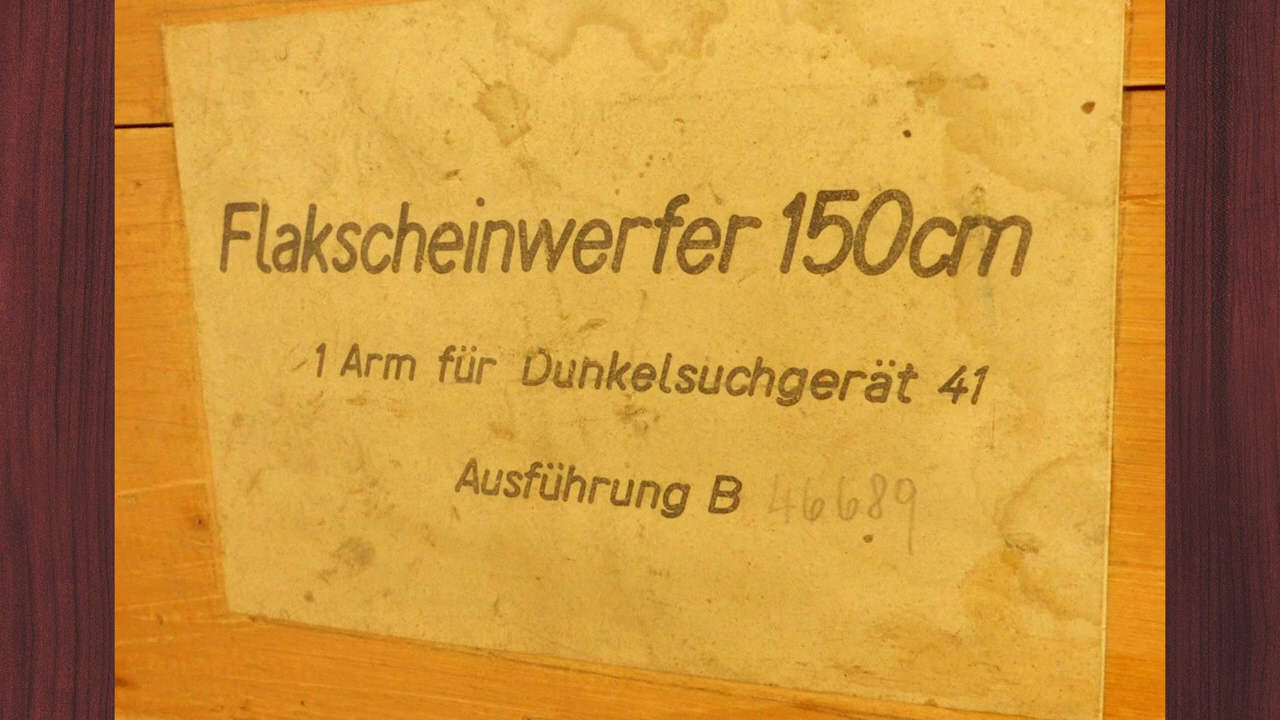 Flakscheinwerfer 150cm
1 Arm für Dunkelsuchgerät 41
Ausführung B 46689